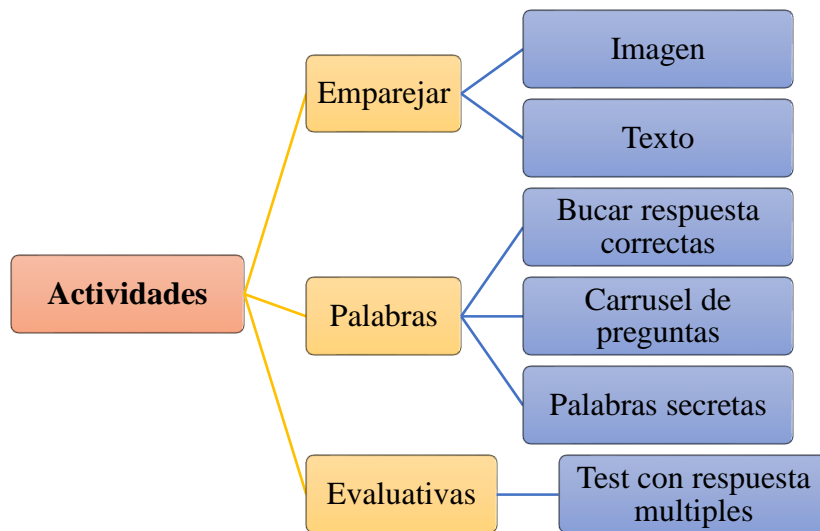 Actividades
Emparejar
Imagen
Texto
Palabras
Bucar respuesta
correctas
Carrusel de
preguntas
Palabras secretas
Evaluativas
Test con respuesta
multiples